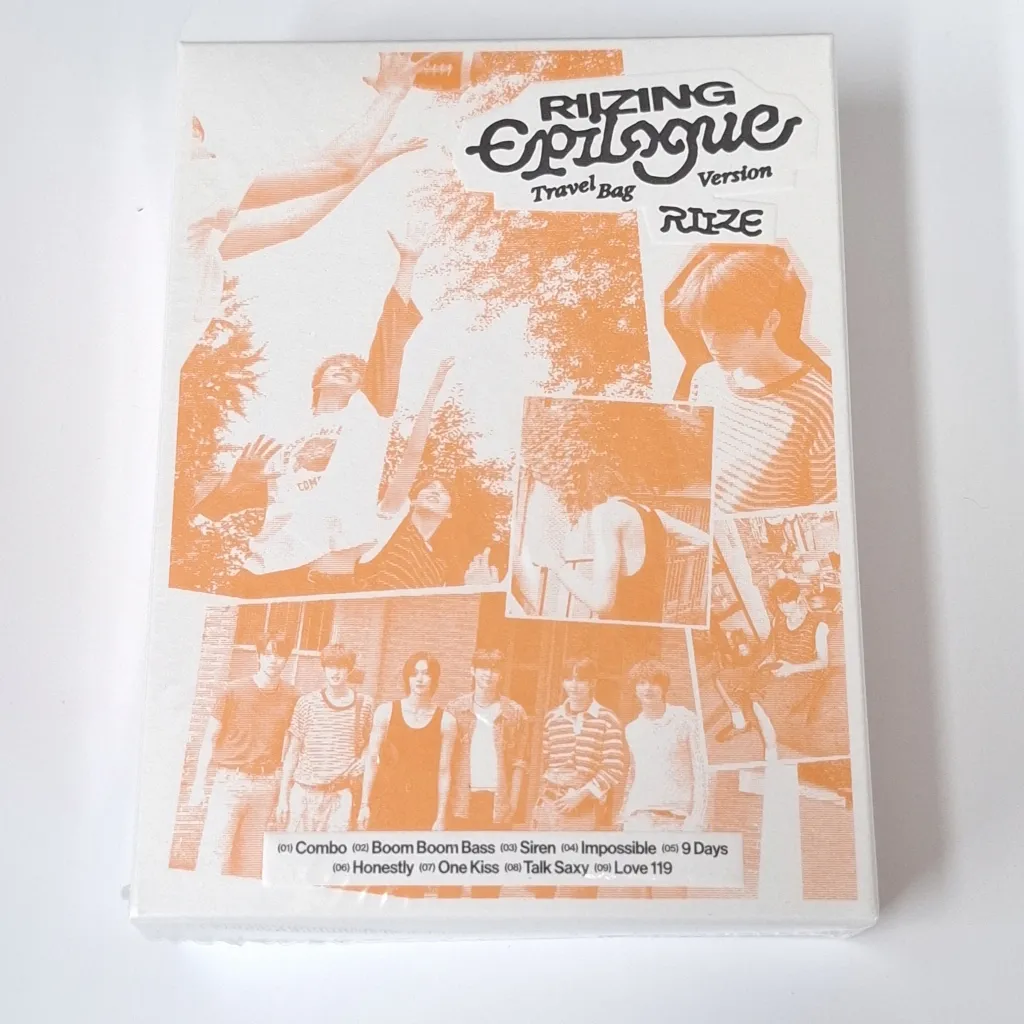 RIIZING
Epilogue
Travel Bag Version
RIIZE
(01) Combo (02) Boom Boom Bass (03) Siren (04) Impossible (05) 9 Days
(06) Honestly (07) One Kiss (08) Talk Saxy (09) Love 119